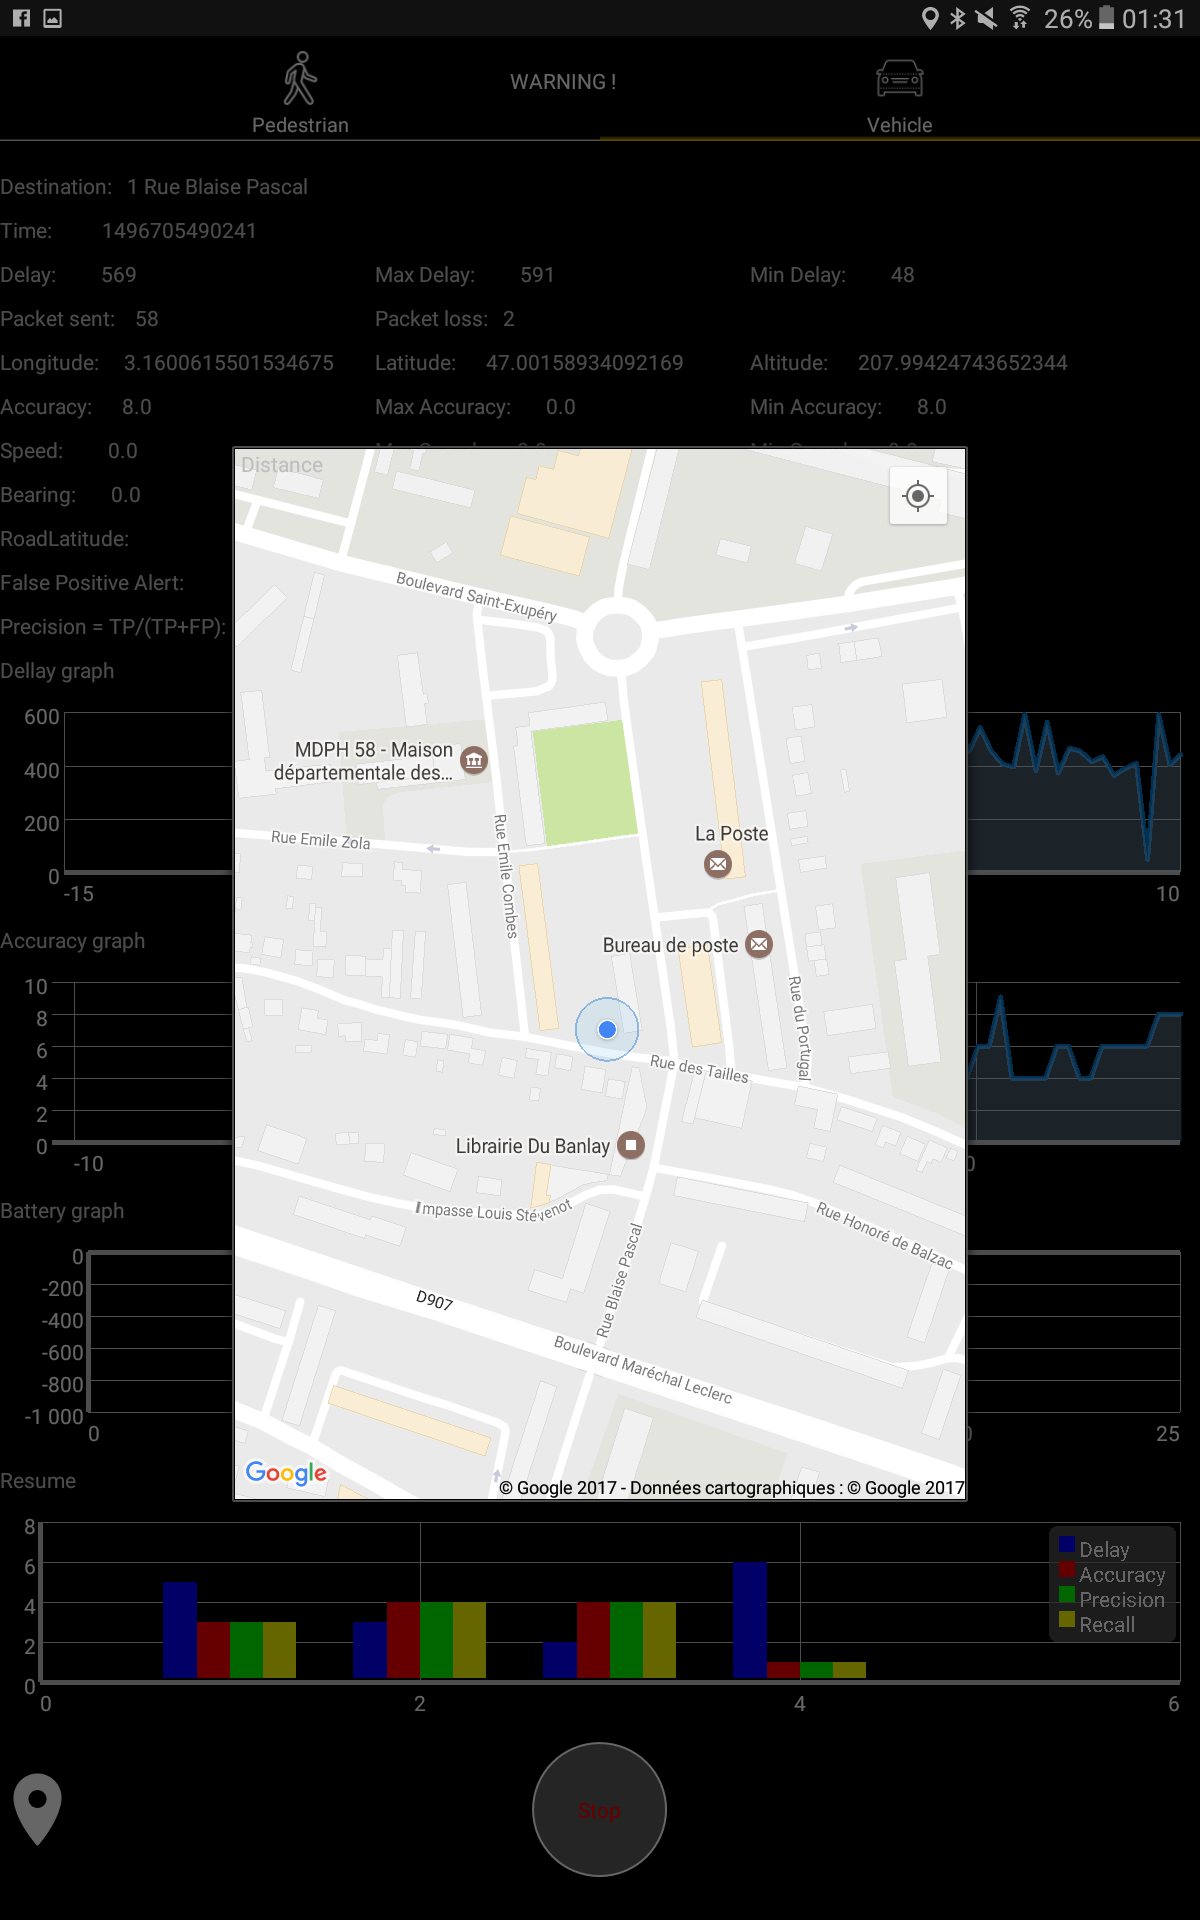 26% 01:31
WARNING !
Pedestrian Vehicle
Destination: 1 Rue Blaise Pascal
Time: 1496705490241
Delay: 569 Max Delay: 591 Min Delay: 48
Packet sent: 58 Packet loss: 2
Longitude: 3.1600615501534675 Latitude: 47.00158934092169 Altitude: 207.99424743652344
Accuracy: 8.0 Max Accuracy: 0.0 Min Accuracy: 8.0
Speed: 0.0
Distance
Bearing: 0.0
RoadLatitude:
False Positive Alert:
Precision = TP/(TP+FP):
Dellay graph
600
400
200
0
-15 10
Accuracy graph
10
8
6
4
2
0
-10 0
Battery graph
0
-200
-400
-600
-800
-1 000
0 25
Boulevard Saint-Exupéry
MDPH 58 - Maison
départementale des...
Rue Emile Zola
Rue Emile Combes
La Poste
Bureau de poste
Rue du Portugal
Rue des Tailles
Librairie Du Banlay
Impasse Louis Stévenot
Rue Honoré de Balzac
Rue Blaise Pascal
D907
Boulevard Maréchal Leclerc
Google
© Google 2017 - Données cartographiques : © Google 2017
Resume
8
6
4
2
0
0 2 4 6
Delay
Accuracy
Precision
Recall
Stop